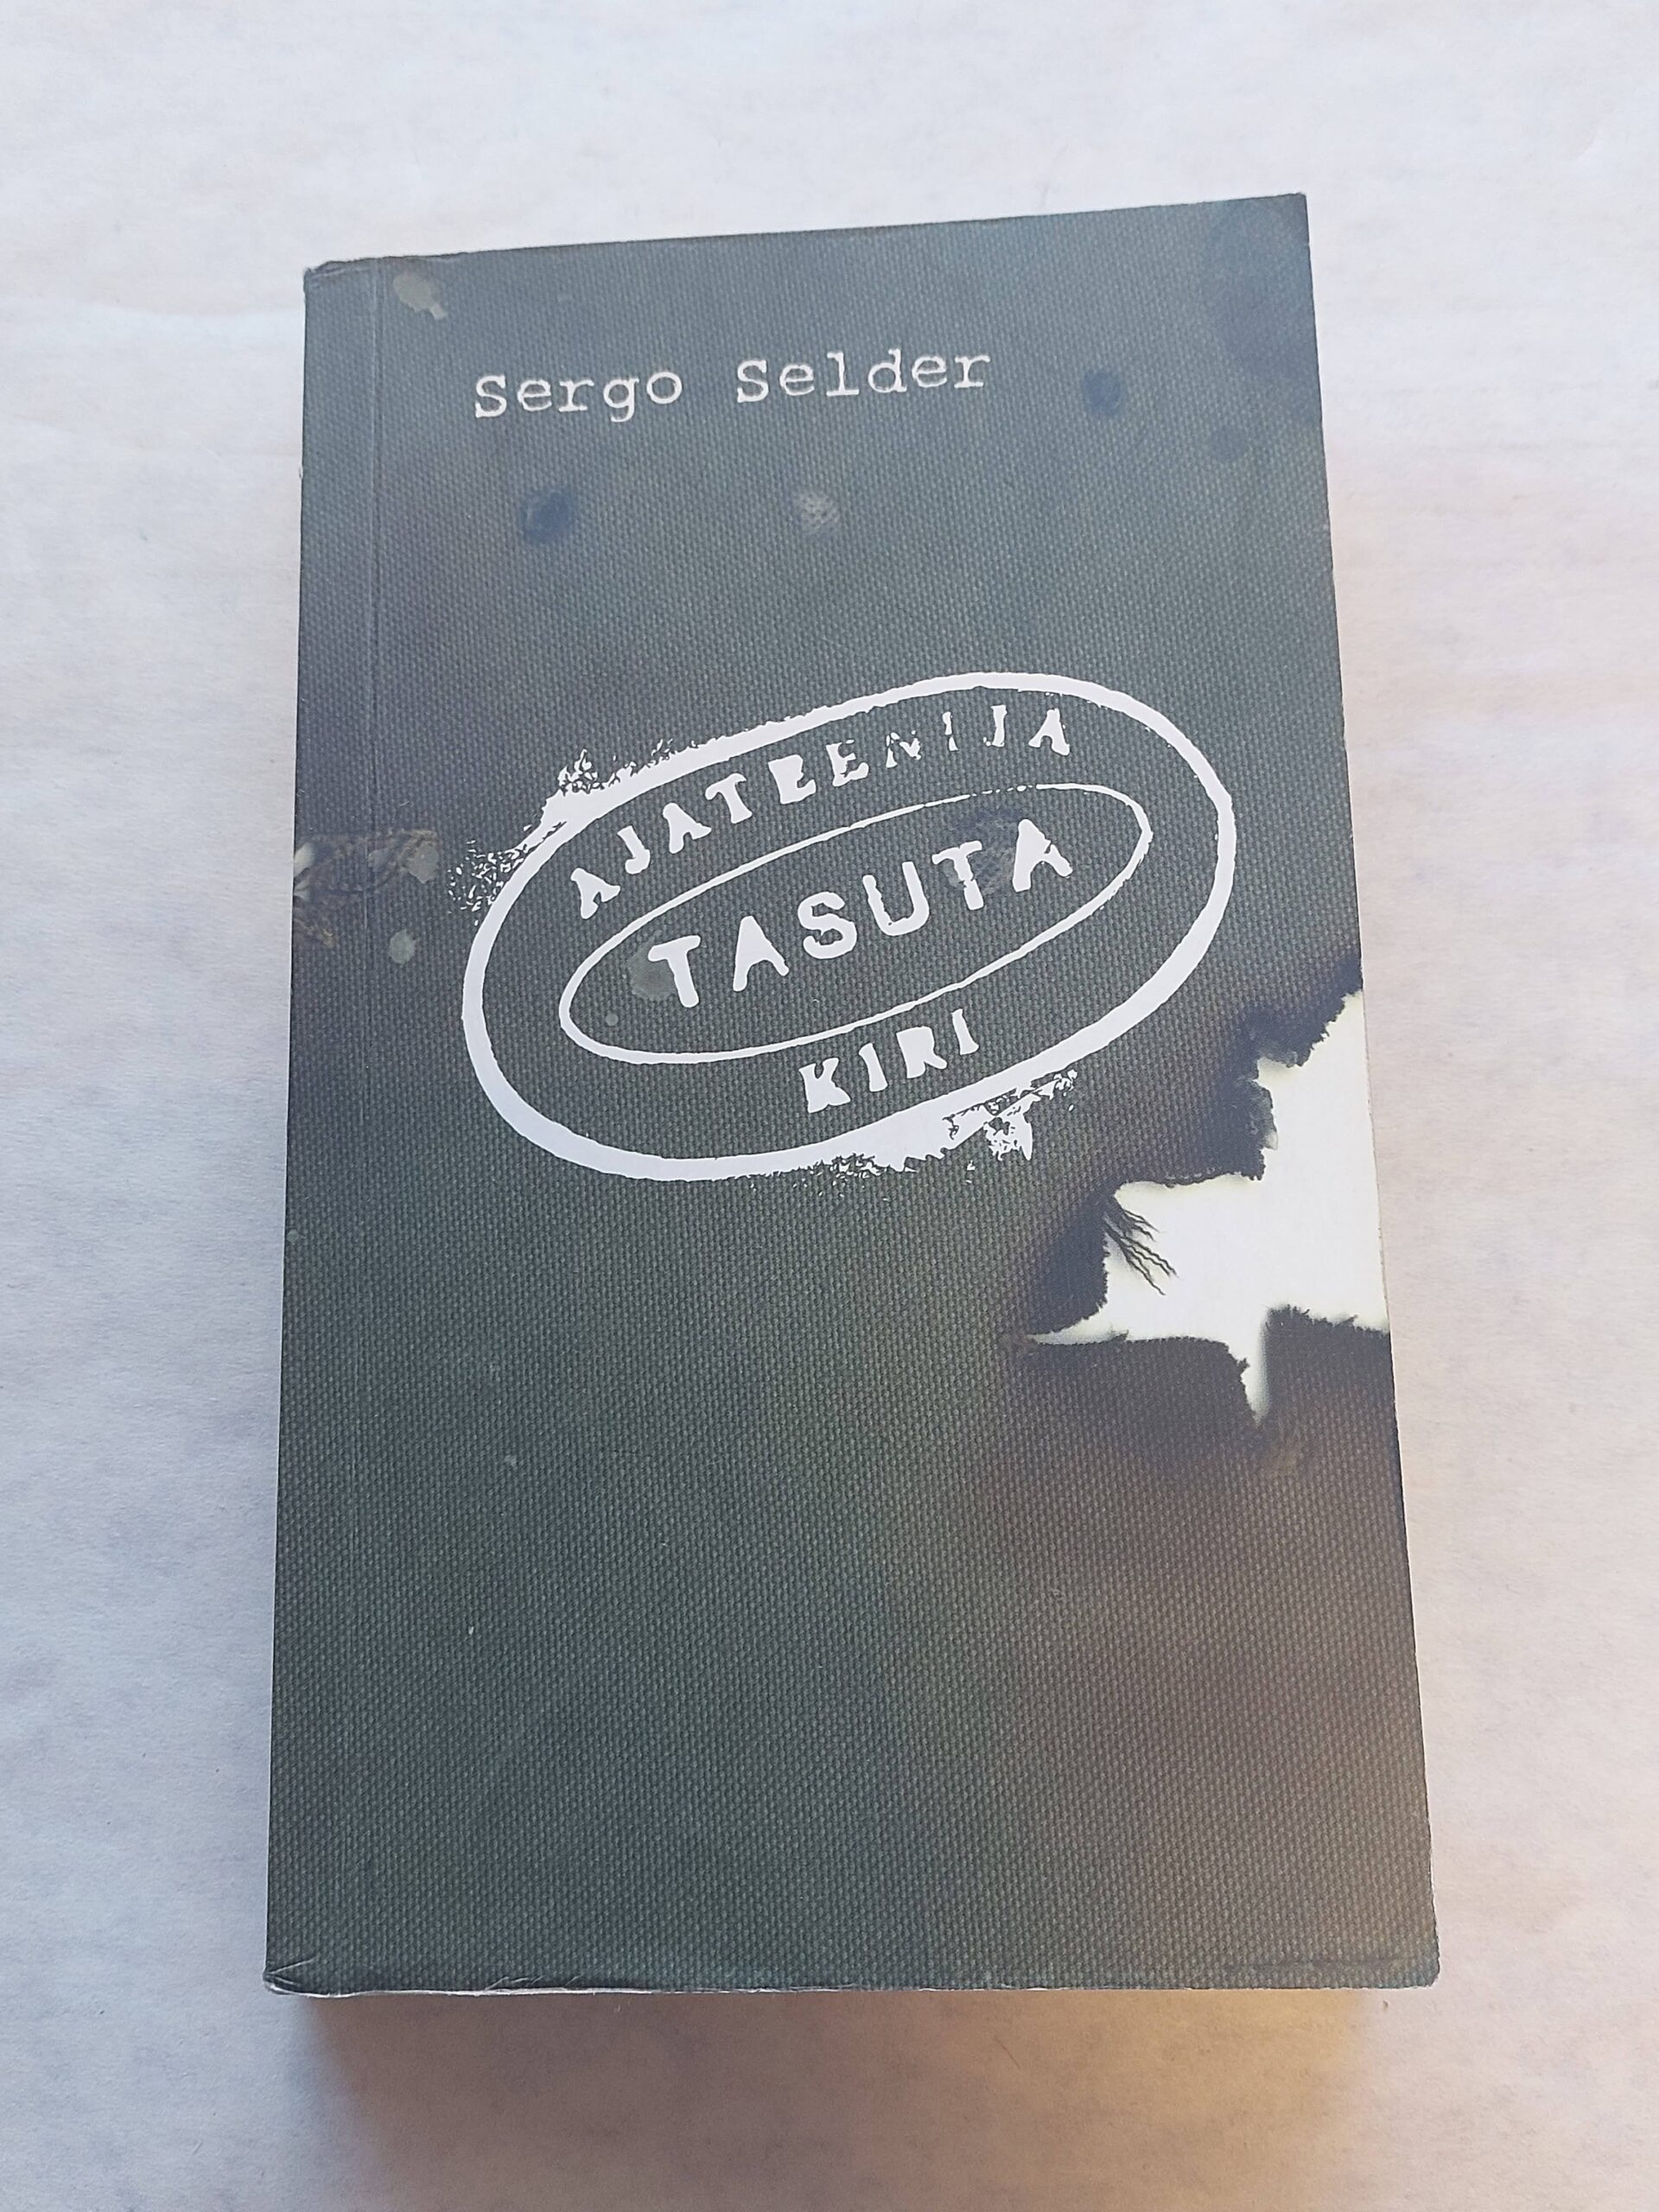 Sergo Selder
AJATEENIJA
TASUTA
KIRI